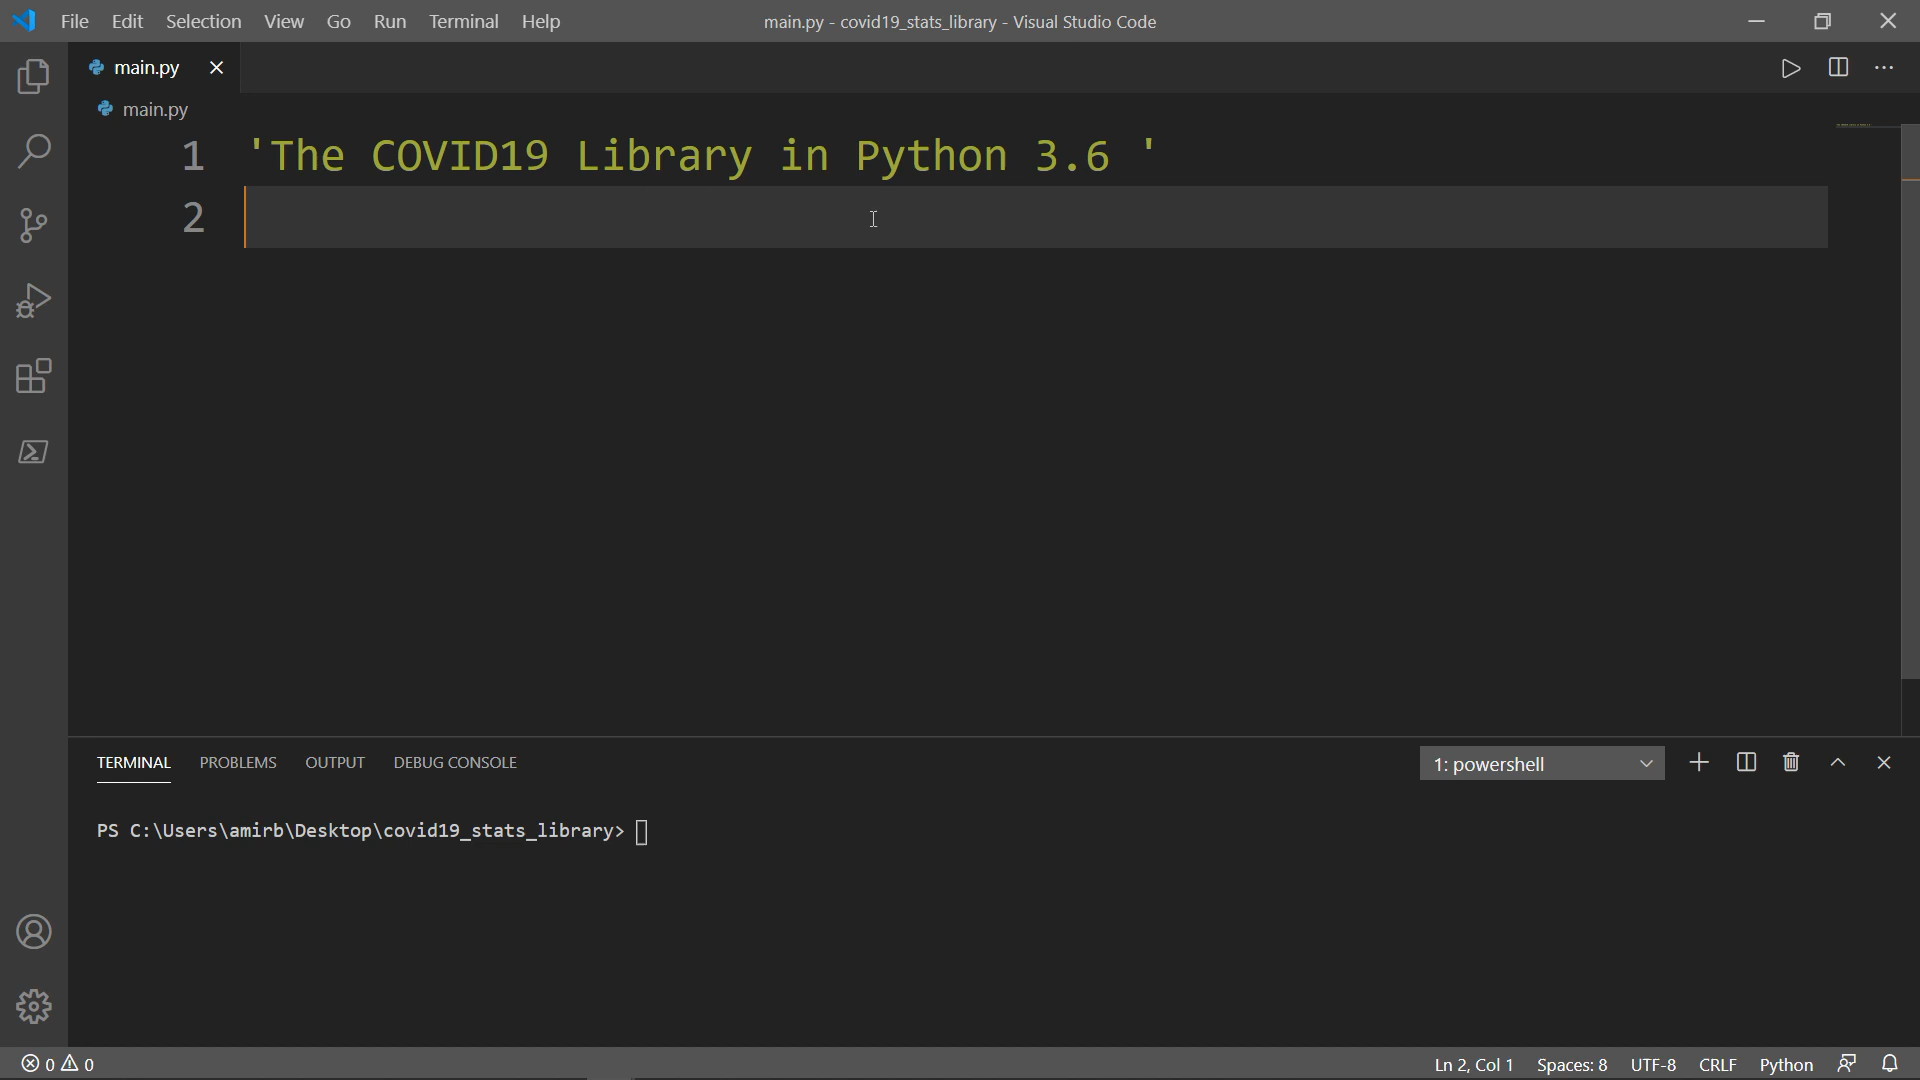 File Edit Selection View Go Run Terminal Help main.py - covid19_stats_library - Visual Studio Code
main.py
main.py
1 'The COVID19 Library in Python 3.6 '
2
TERMINAL PROBLEMS OUTPUT DEBUG CONSOLE 1: powershell
PS C:\Users\amirb\Desktop\covid19_stats_library>
0 0 Ln 2, Col 1 Spaces: 8 UTF-8 CRLF Python